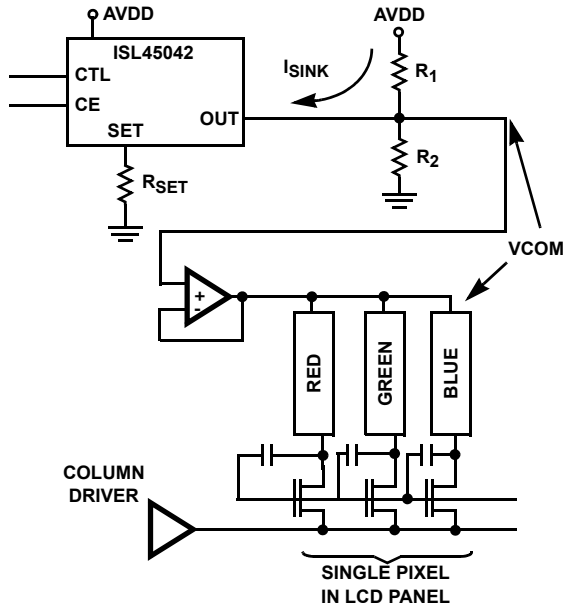 AVDD
AVDD
ISL45042
ISINK
R1
CTL
CE
OUT
SET
R2
RSET
VCOM
+
-
RED
GREEN
BLUE
COLUMN
DRIVER
SINGLE PIXEL
IN LCD PANEL